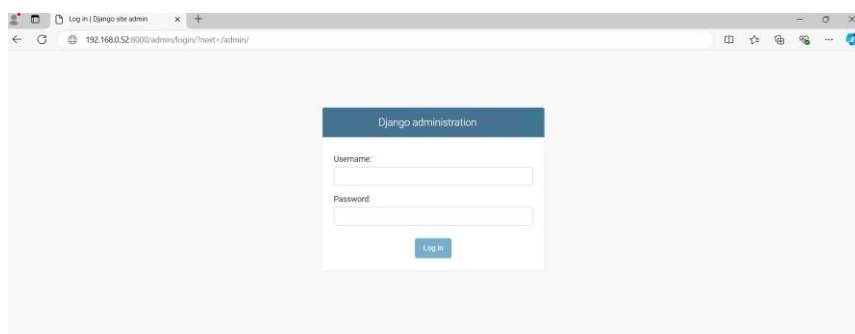 Log in | Django site admin
192.168.0.52:8000/admin/login/?next=/admin/
Django administration
Username:
Password:
Log in